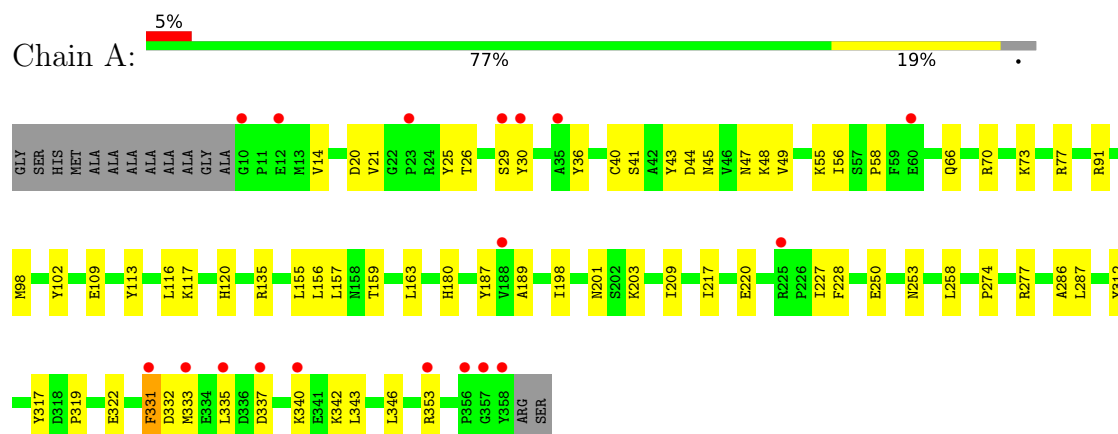 5%
Chain A:
77% 19% •
GLY SER HIS MET ALA ALA ALA ALA ALA ALA GLY ALA G10 P11 E12 M13 V14 D20 V21 G22 P23 R24 Y25 T26 S29 Y30 A35 Y36 C40 S41 A42 Y43 D44 N45 V46 N47 K48 V49 K55 I56 S57 P58 F59 E60 Q66 R70 K73 R77 R91
M98 Y102 E109 Y113 L116 K117 H120 R135 L155 L156 L157 N158 T159 L163 H180 Y187 V188 A189 I198 N201 S202 K203 I209 I217 E220 R225 P226 I227 F228 E250 N253 L258 P274 R277 A286 L287
Y317 D318 P319 E322 F331 D332 M333 E334 L335 D336 D337 K340 E341 K342 L343 L346 R353 P356 G357 Y358 ARG SER